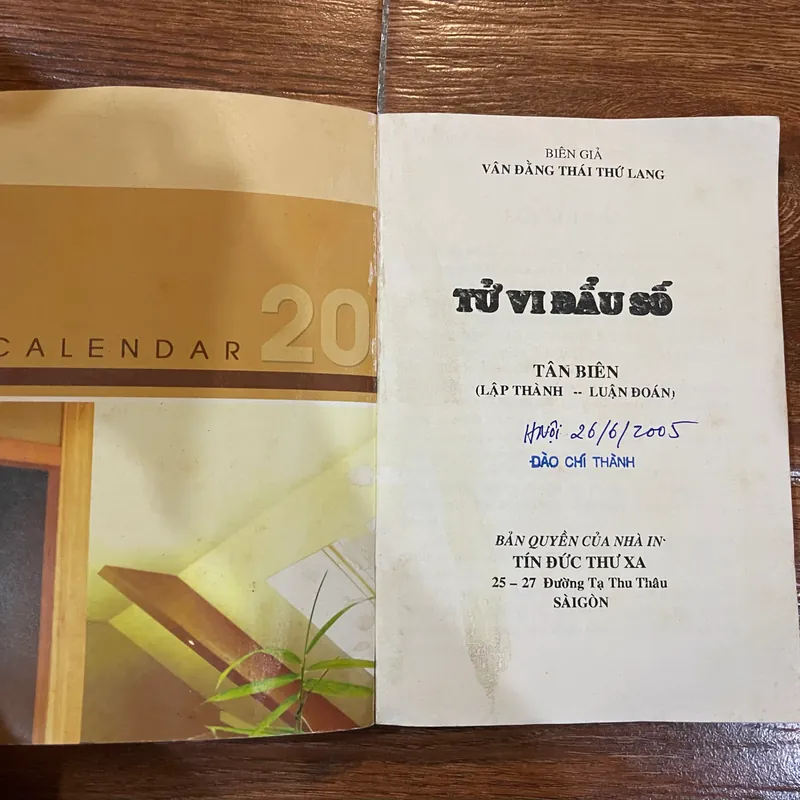 CALENDAR 20
BIÊN GIẢ
VÂN ĐẰNG THÁI THỨ LANG
TỬ VI ĐẨU SỐ
TÂN BIÊN
(LẬP THÀNH -- LUẬN ĐOÁN)
HNội 26/6/2005
ĐÀO CHÍ THÀNH
BẢN QUYỀN CỦA NHÀ IN·
TÍN ĐỨC THƯ XA
25 – 27 Đường Tạ Thu Thâu
SÀIGÒN